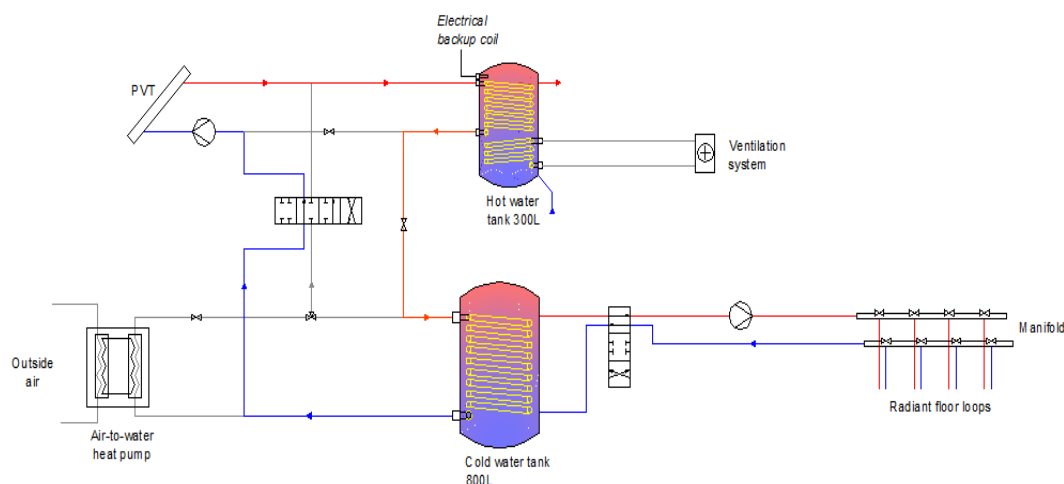 Electrical
backup coil
PVT
Ventilation
system
Hot water
tank 300L
Manifold
Outside
air
Radiant floor loops
Air-to-water
heat pump
Cold water tank
800L